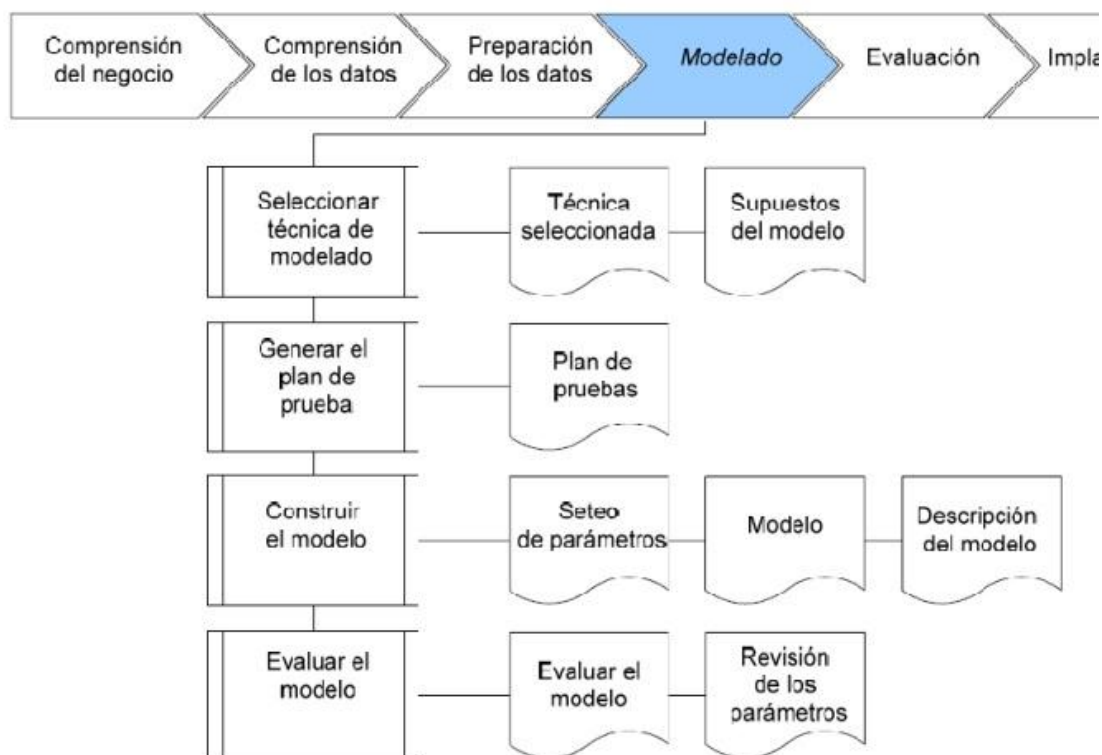 Comprensión
del negocio
Comprensión
de los datos
Preparación
de los datos
Modelado
Evaluación
Impla
Seleccionar
técnica de
modelado
Técnica
seleccionada
Supuestos
del modelo
Generar el
plan de
prueba
Plan de
pruebas
Construir
el modelo
Seteo
de parámetros
Modelo
Descripción
del modelo
Evaluar el
modelo
Evaluar el
modelo
Revisión
de los
parámetros